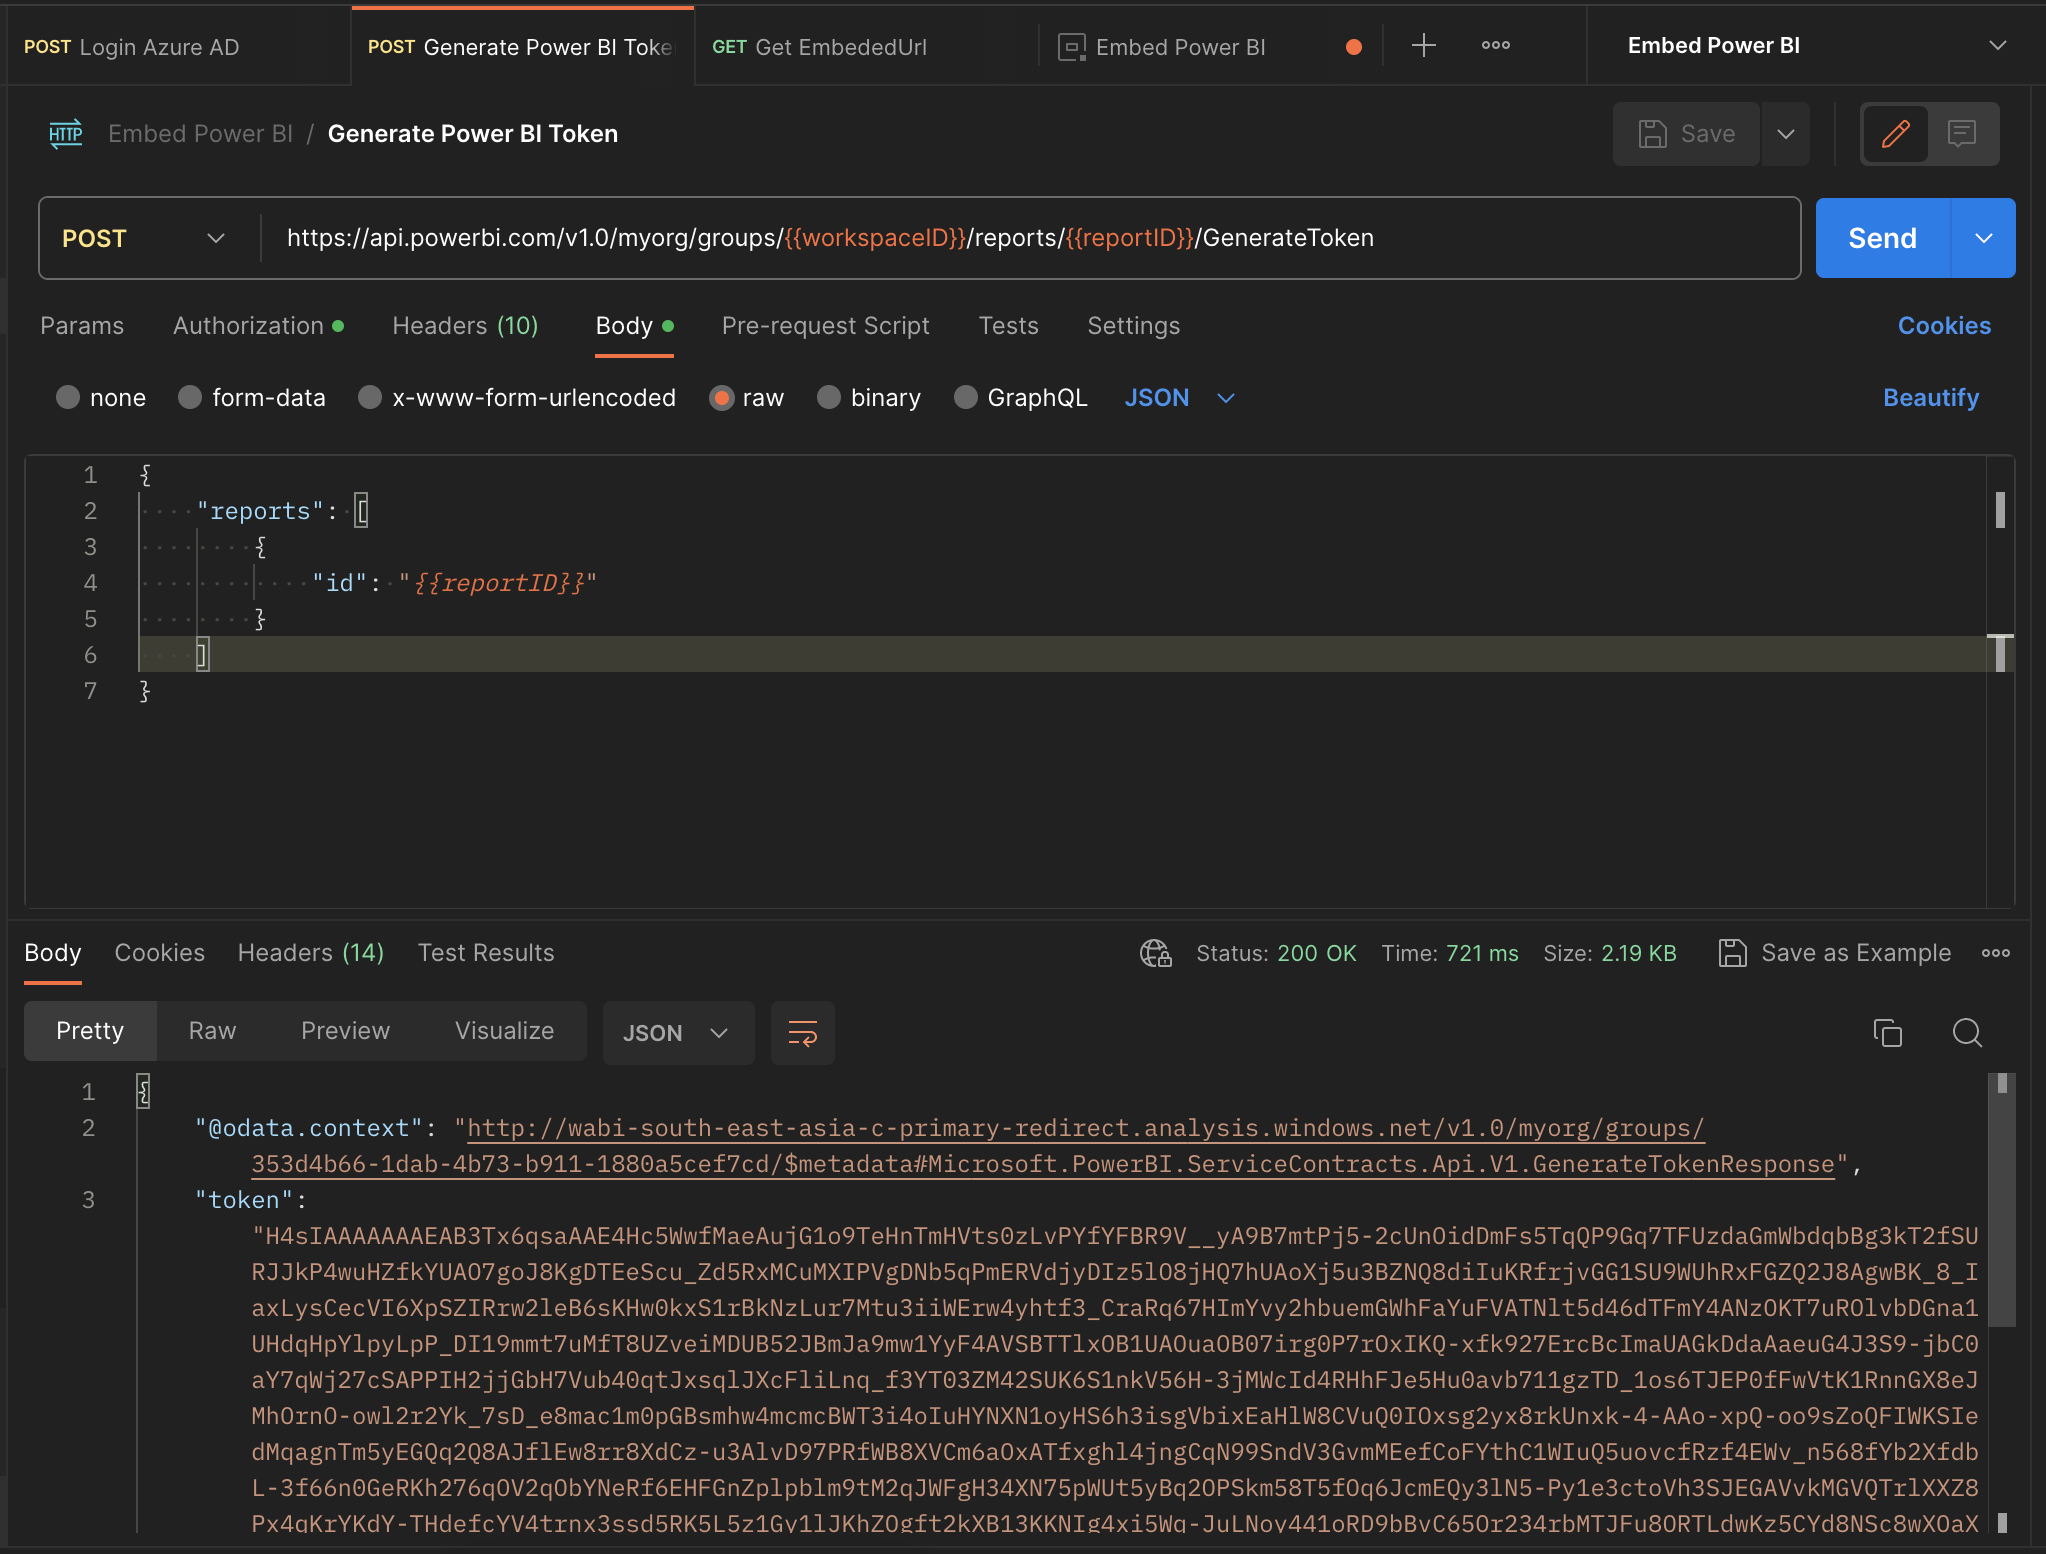 POST Login Azure AD
POST Generate Power BI Toke
GET Get EmbededUrl
Embed Power BI
Embed Power BI
HTTP
Embed Power BI / Generate Power BI Token
Save
POST
https://api.powerbi.com/v1.0/myorg/groups/{{workspaceID}}/reports/{{reportID}}/GenerateToken
Send
Params Authorization Headers (10) Body Pre-request Script Tests Settings Cookies
none form-data x-www-form-urlencoded raw binary GraphQL JSON Beautify
1 {
2 "reports": [
3 {
4 "id": "{{reportID}}"
5 }
6 ]
7 }
Body Cookies Headers (14) Test Results Status: 200 OK Time: 721 ms Size: 2.19 KB Save as Example
Pretty Raw Preview Visualize JSON
1 {
2 "@odata.context": "http://wabi-south-east-asia-c-primary-redirect.analysis.windows.net/v1.0/myorg/groups/
353d4b66-1dab-4b73-b911-1880a5cef7cd/$metadata#Microsoft.PowerBI.ServiceContracts.Api.V1.GenerateTokenResponse",
3 "token":
"H4sIAAAAAAAEAB3Tx6qsaAAE4Hc5WwfMaeAujG1o9TeHnTmHVts0zLvPYfYFBR9V__yA9B7mtPj5-2cUnOidDmFs5TqQP9Gq7TFUzdaGmWbdqbBg3kT2fSU
RJJkP4wuHZfkYUAO7goJ8KgDTEeScu_Zd5RxMCuMXIPVgDNb5qPmERVdjyDIz5lO8jHQ7hUAoXj5u3BZNQ8diIuKRfrjvGG1SU9WUhRxFGZQ2J8AgwBK_8_I
axLysCecVI6XpSZIRrw2leB6sKHw0kxS1rBkNzLur7Mtu3iiWErw4yhtf3_CraRq67HImYvy2hbuemGWhFaYuFVATNlt5d46dTFmY4ANzOKT7uROlvbDGna1
UHdqHpYlpyLpP_DI19mmt7uMfT8UZveiMDUB52JBmJa9mw1YyF4AVSBTTlxOB1UAOuaOB07irg0P7rOxIKQ-xfk927ErcBcImaUAGkDdaAaeuG4J3S9-jbC0
aY7qWj27cSAPPIH2jjGbH7Vub40qtJxsqlJXcFliLnq_f3YT03ZM42SUK6S1nkV56H-3jMWcId4RHhFJe5Hu0avb711gzTD_1os6TJEP0fFwVtK1RnnGX8eJ
MhOrnO-owl2r2Yk_7sD_e8mac1m0pGBsmhw4mcmcBWT3i4oIuHYNXN1oyHS6h3isgVbixEaHlW8CVuQ0IOxsg2yx8rkUnxk-4-AAo-xpQ-oo9sZoQFIWKSIe
dMqagnTm5yEGQq2Q8AJflEw8rr8XdCz-u3AlvD97PRfWB8XVCm6aOxATfxghl4jngCqN99SndV3GvmMEefCoFYthC1WIuQ5uovcfRzf4EWv_n568fYb2Xfdb
L-3f66n0GeRKh276qOV2qObYNeRf6EHFGnZplpblm9tM2qJWFgH34XN75pWUt5yBq2OPSkm58T5fOq6JcmEQy3lN5-Py1e3ctoVh3SJEGAVvkMGVQTrlXXZ8
Px4qKrYKdY-THdefcYV4trnx3ssd5RK5L5z1Gv1lJKhZOgft2kXB13KKNIg4xi5Wq-JuLNov441oRD9bBvC65Or234rbMTJFu8ORTLdwKz5CYd8NSc8wXOaX